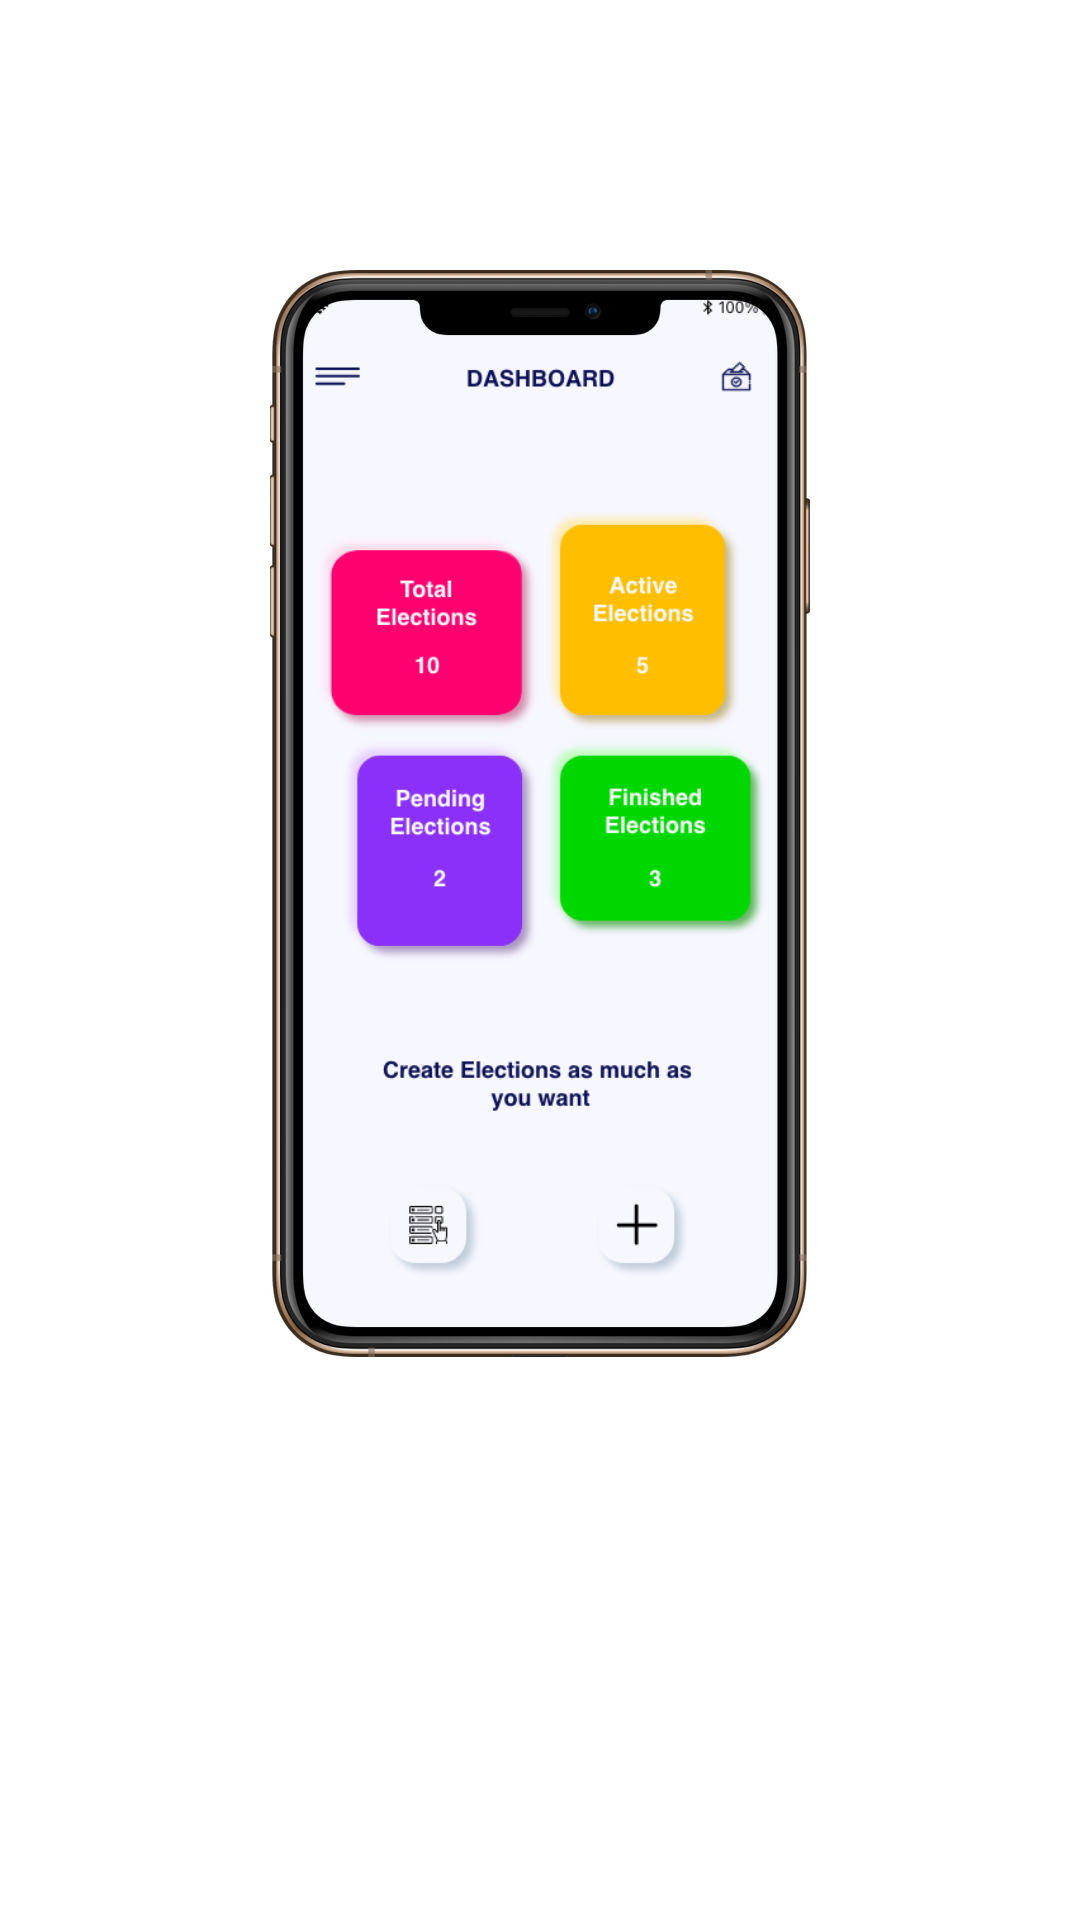 100%
DASHBOARD
Total
Elections
10
Active
Elections
5
Pending
Elections
2
Finished
Elections
3
Create Elections as much as
you want